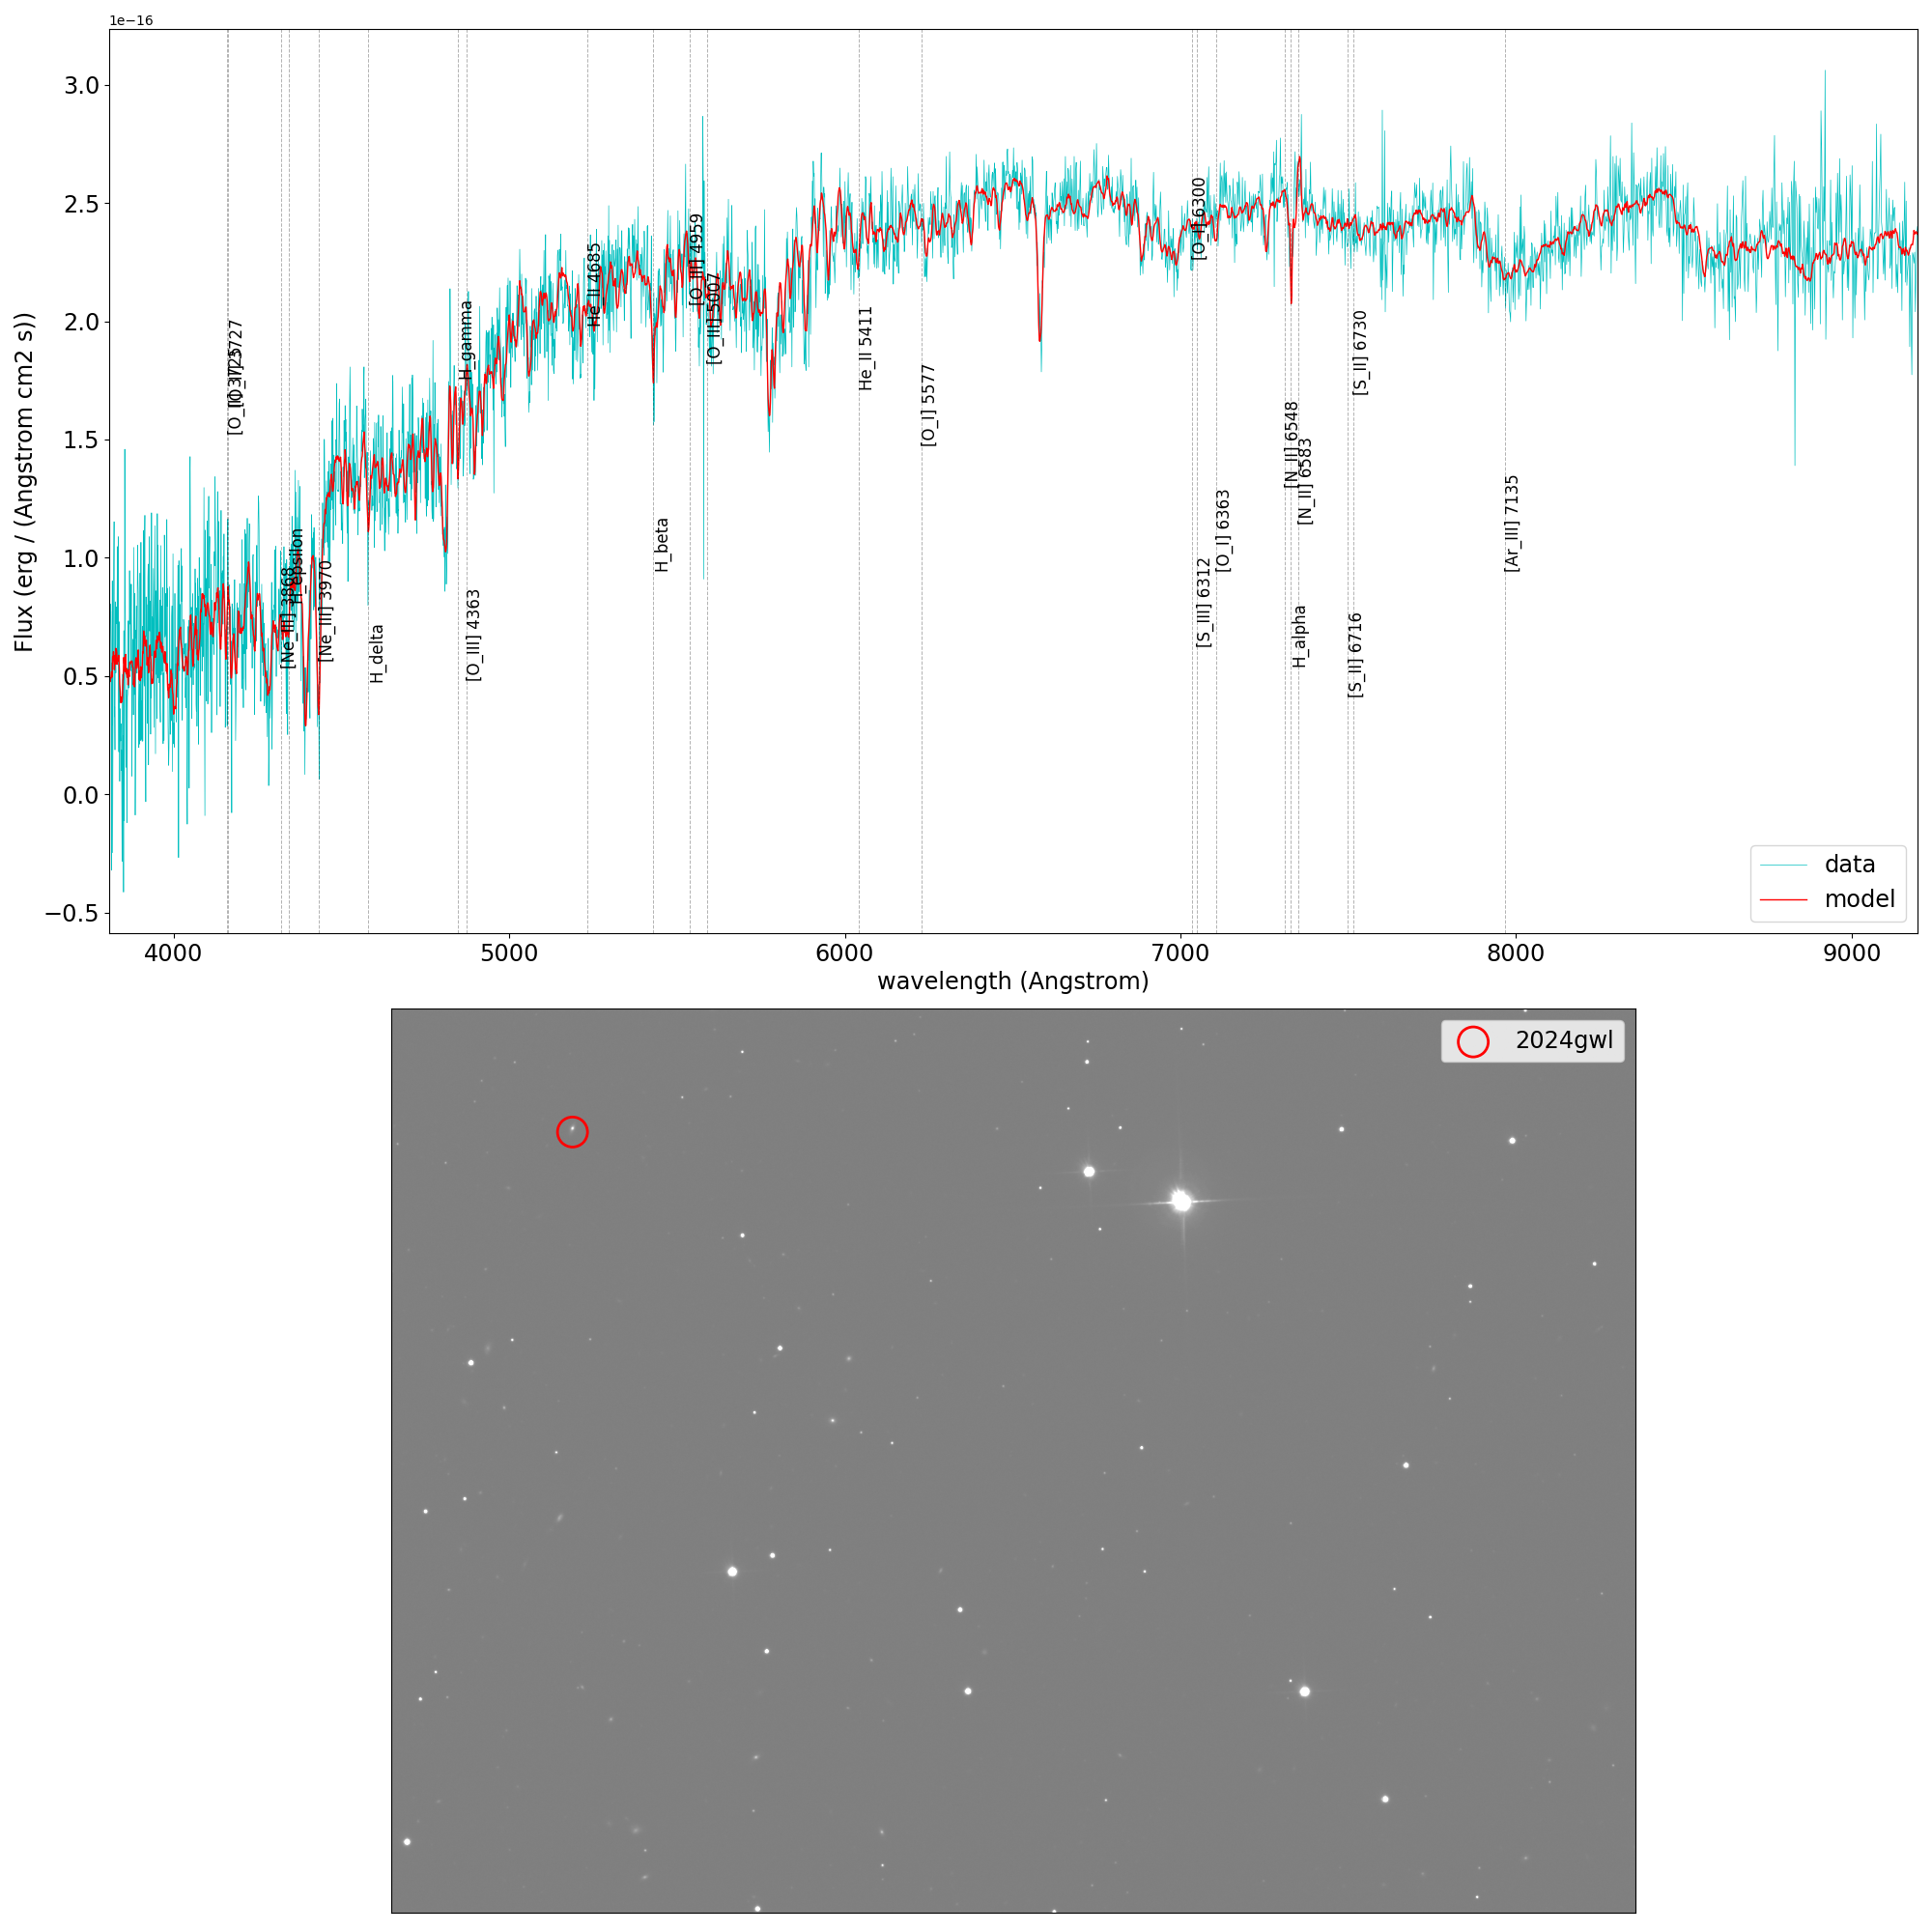 1e−16
3.0
2.5
2.0
1.5
1.0
0.5
0.0
−0.5
Flux (erg / (Angstrom cm2 s))
[O_II] 3727
[Ne_III] 3868
H_epsilon
[Ne_III] 3970
H_delta
H_gamma
[O_III] 4363
He_II 4685
H_beta
[O_III] 4959
[O_III] 5007
He_II 5411
[O_I] 5577
[O_I] 6300
[S_III] 6312
[O_I] 6363
[N_II] 6548
H_alpha
[N_II] 6583
[S_II] 6716
[S_II] 6730
[Ar_III] 7135
data
model
4000 5000 6000 7000 8000 9000
wavelength (Angstrom)
2024gwl